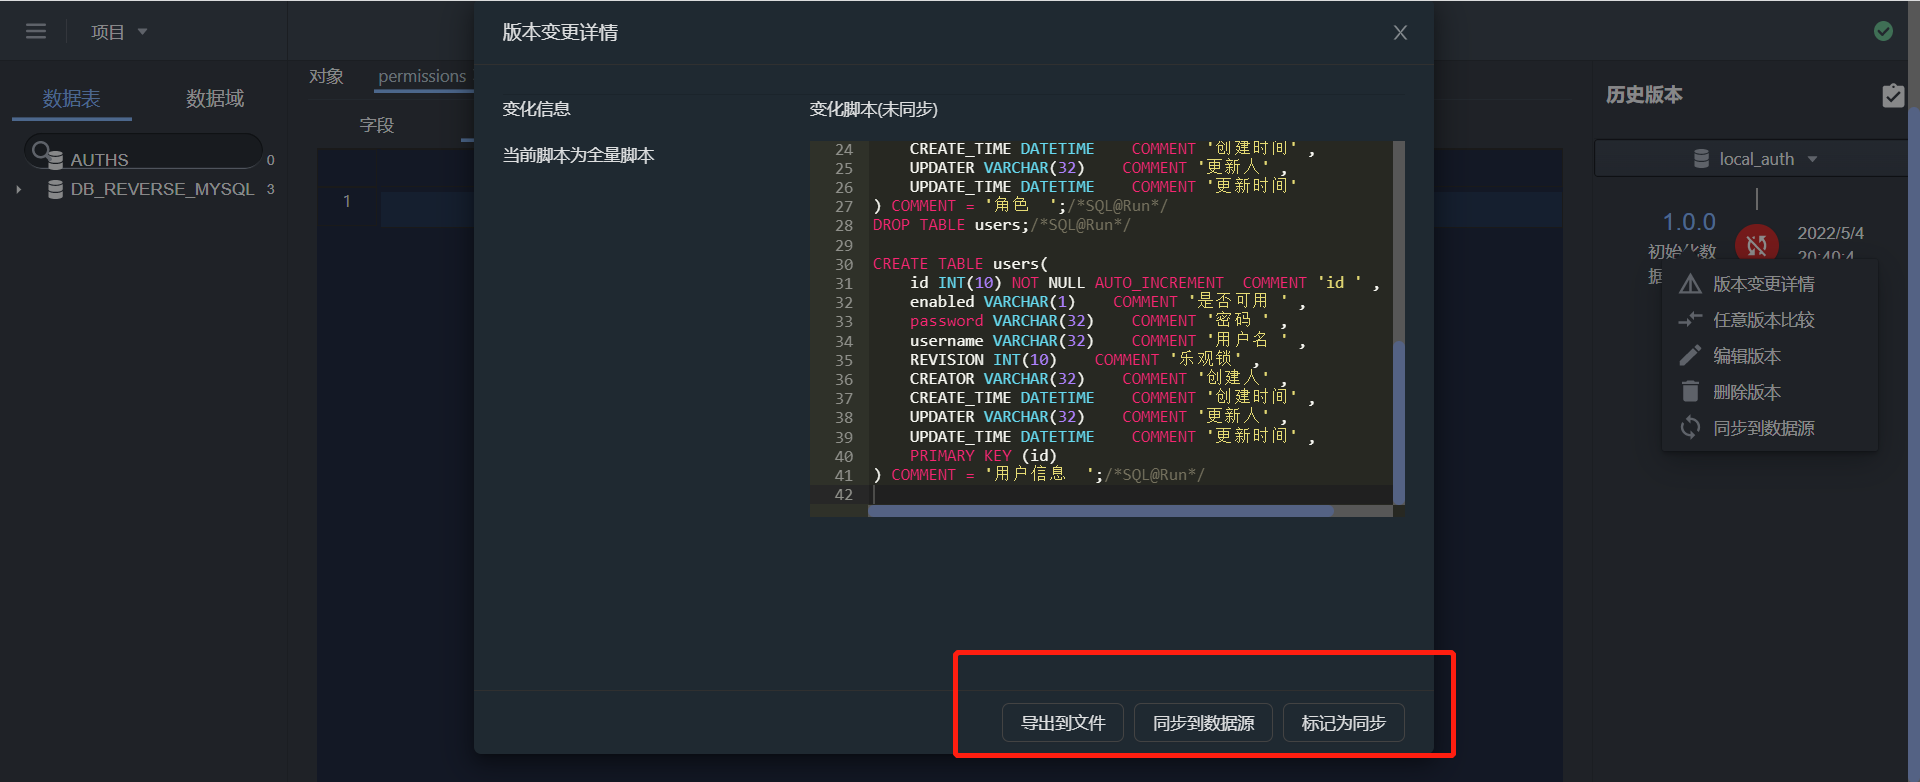 项目
数据表
数据域
AUTHS 0
DB_REVERSE_MYSQL 3
对象
permissions
字段
1
版本变更详情
变化信息
当前脚本为全量脚本
变化脚本(未同步)
24 CREATE_TIME DATETIME COMMENT '创建时间' ,
25 UPDATER VARCHAR(32) COMMENT '更新人' ,
26 UPDATE_TIME DATETIME COMMENT '更新时间'
27 ) COMMENT = '角色 ';/*SQL@Run*/
28 DROP TABLE users;/*SQL@Run*/
29
30 CREATE TABLE users(
31 id INT(10) NOT NULL AUTO_INCREMENT COMMENT 'id ' ,
32 enabled VARCHAR(1) COMMENT '是否可用 ' ,
33 password VARCHAR(32) COMMENT '密码 ' ,
34 username VARCHAR(32) COMMENT '用户名 ' ,
35 REVISION INT(10) COMMENT '乐观锁' ,
36 CREATOR VARCHAR(32) COMMENT '创建人' ,
37 CREATE_TIME DATETIME COMMENT '创建时间' ,
38 UPDATER VARCHAR(32) COMMENT '更新人' ,
39 UPDATE_TIME DATETIME COMMENT '更新时间' ,
40 PRIMARY KEY (id)
41 ) COMMENT = '用户信息 ';/*SQL@Run*/
42
导出到文件
同步到数据源
标记为同步
历史版本
local_auth
1.0.0
初始化数
据
2022/5/4
20:40:4
版本变更详情
任意版本比较
编辑版本
删除版本
同步到数据源